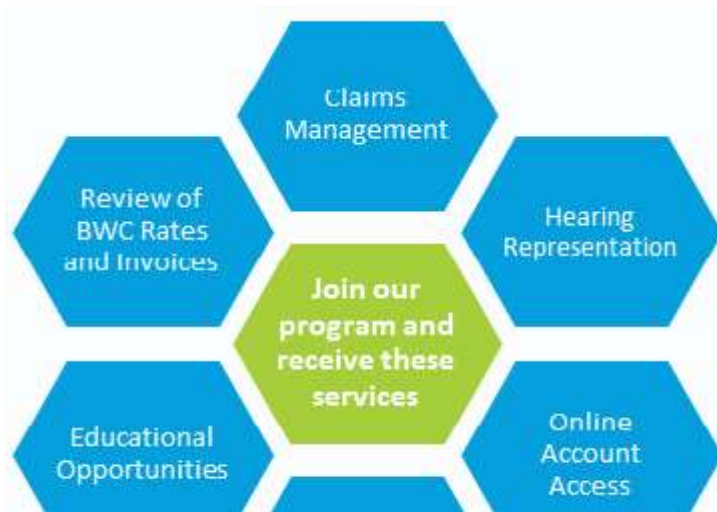 Claims
Management
Review of
BWC Rates
and Invoices
Hearing
Representation
Join our
program and
receive these
services
Educational
Opportunities
Online
Account
Access